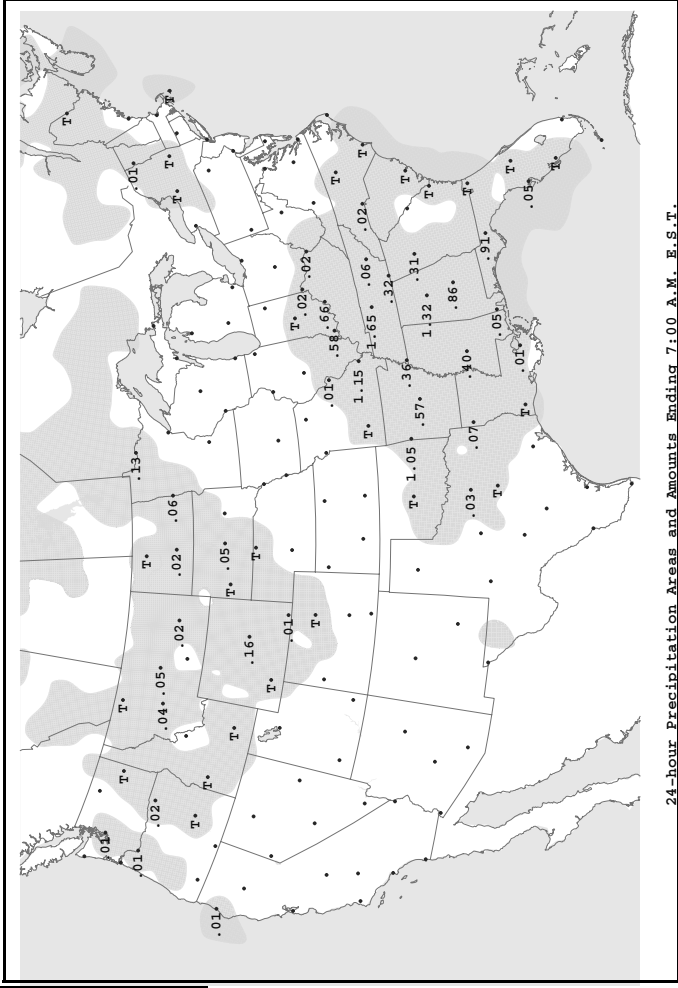 24-hour Precipitation Areas and Amounts Ending 7:00 A.M. E.S.T.
.01
.01
.01
T
.02
T
T
T
T
.04
.05
.02
T
.16
T
.01
T
T
.02
.06
.13
T
.05
T
T
1.05
.03
T
.07
T
T
.57
.36
.40
.01
1.15
.01
.58
.66
T
.02
.02
1.65
.06
.32
1.32
.31
.86
.05
.91
.02
T
T
T
T
T
T
T
.05
.01
T
T
T
T